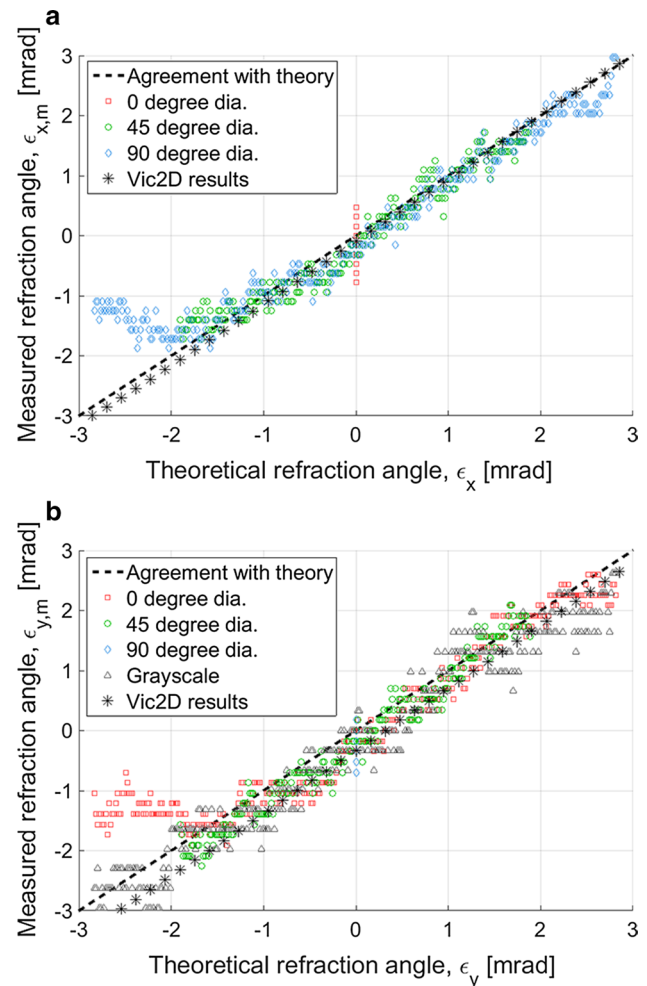 a
Measured refraction angle, ϵx,m [mrad]
3
2
1
0
-1
-2
-3
Agreement with theory
0 degree dia.
45 degree dia.
90 degree dia.
Vic2D results
-3 -2 -1 0 1 2 3
Theoretical refraction angle, ϵx [mrad]
b
Measured refraction angle, ϵy,m [mrad]
3
2
1
0
-1
-2
-3
Agreement with theory
0 degree dia.
45 degree dia.
90 degree dia.
Grayscale
Vic2D results
-3 -2 -1 0 1 2 3
Theoretical refraction angle, ϵy [mrad]